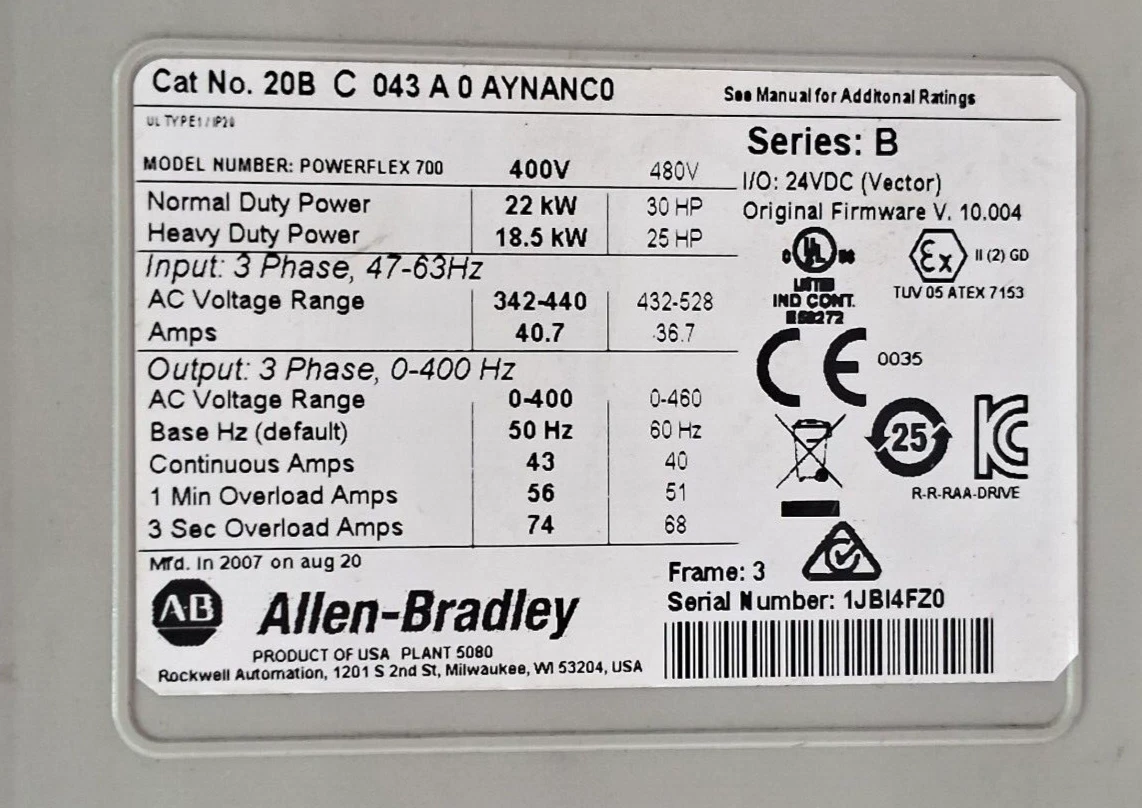 Cat No. 20B C 043 A 0 AYNANC0
See Manual for Additonal Ratings
UL TYPE1 / IP20
Series: B
MODEL NUMBER: POWERFLEX 700 400V 480V
I/O: 24VDC (Vector)
Normal Duty Power 22 kW 30 HP
Original Firmware V. 10.004
Heavy Duty Power 18.5 kW 25 HP
Input: 3 Phase, 47-63Hz
AC Voltage Range 342-440 432-528
Amps 40.7 36.7
C UL US
LISTED
IND CONT.
E59272
Ex II (2) GD
TUV 05 ATEX 7153
CE 0035
Output: 3 Phase, 0-400 Hz
AC Voltage Range 0-400 0-460
Base Hz (default) 50 Hz 60 Hz
Continuous Amps 43 40
1 Min Overload Amps 56 51
3 Sec Overload Amps 74 68
25
R-R-RAA-DRIVE
Mfd. in 2007 on aug 20
Frame: 3
Serial Number: 1JBI4FZ0
AB Allen-Bradley
PRODUCT OF USA PLANT 5080
Rockwell Automation, 1201 S 2nd St, Milwaukee, WI 53204, USA